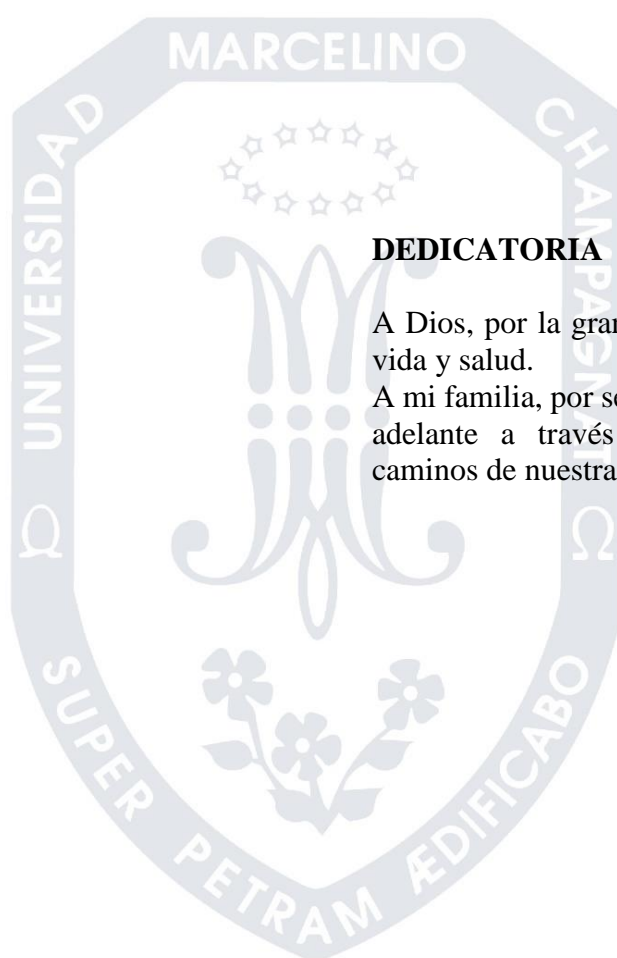 MARCELINO
UNIVERSIDAD
CHAMPAGNAT
DEDICATORIA
A Dios, por la
vida y salud.
A mi familia, por
adelante a través
caminos de nuestra
Ω
Ω
SUPER PETRAM ÆDIFICABO